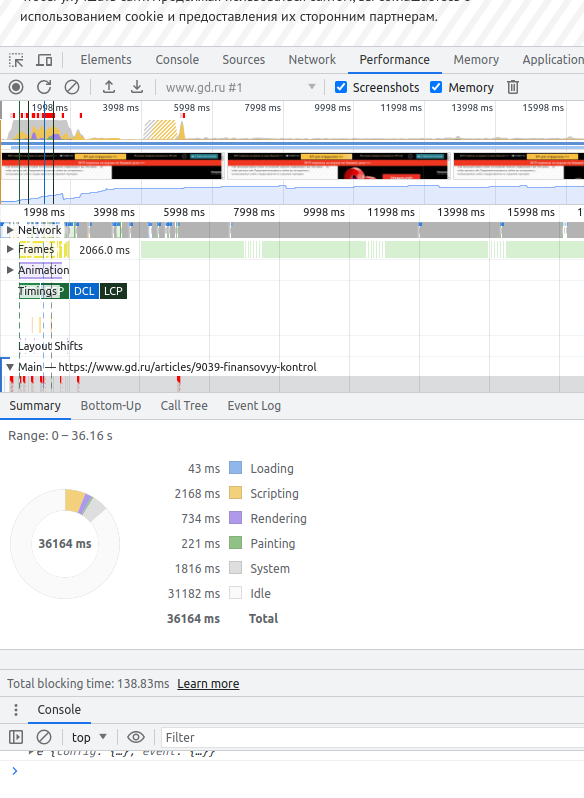 использованием cookie и предоставления их сторонним партнерам.
Elements Console Sources Network Performance Memory Application
www.gd.ru #1 Screenshots Memory
1998 ms 3998 ms 5998 ms 7998 ms 9998 ms 11998 ms 13998 ms 15998 ms
1998 ms 3998 ms 5998 ms 7998 ms 9998 ms 11998 ms 13998 ms 15998 ms 1
Network
Frames 2066.0 ms
Animation
Timings P DCL LCP
Layout Shifts
Main — https://www.gd.ru/articles/9039-finansovyy-kontrol
Summary Bottom-Up Call Tree Event Log
Range: 0 – 36.16 s
43 ms Loading
2168 ms Scripting
734 ms Rendering
36164 ms
221 ms Painting
1816 ms System
31182 ms Idle
36164 ms Total
Total blocking time: 138.83ms Learn more
Console
top Filter
e {config: {…}, event: {…}}